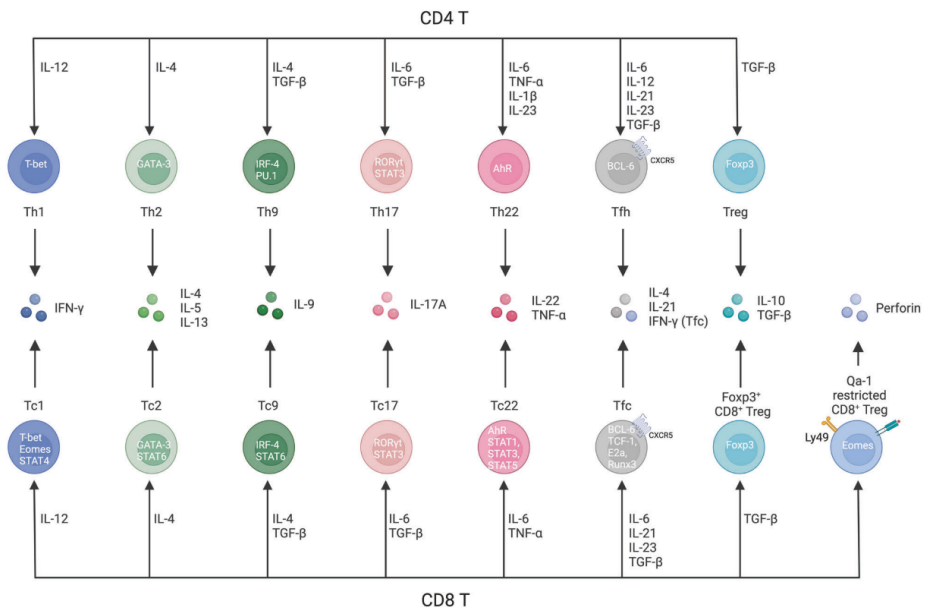 CD4 T
IL-12
IL-4
IL-4
TGF-β
IL-6
TGF-β
IL-6
TNF-α
IL-1β
IL-23
IL-6
IL-12
IL-21
IL-23
TGF-β
TGF-β
T-bet
GATA-3
IRF-4
PU.1
RORγt
STAT3
AhR
BCL-6
CXCR5
Foxp3
Th1
Th2
Th9
Th17
Th22
Tfh
Treg
IFN-γ
IL-4
IL-5
IL-13
IL-9
IL-17A
IL-22
TNF-α
IL-4
IL-21
IFN-γ (Tfc)
IL-10
TGF-β
Perforin
Tc1
Tc2
Tc9
Tc17
Tc22
Tfc
Foxp3⁺
CD8⁺ Treg
Qa-1
restricted
CD8⁺ Treg
T-bet
Eomes
STAT4
GATA-3
STAT6
IRF-4
STAT6
RORγt
STAT3
AhR
STAT1,
STAT3,
STAT5
BCL-6
TCF-1,
E2a,
Runx3
CXCR5
Foxp3
Ly49
Eomes
IL-12
IL-4
IL-4
TGF-β
IL-6
TGF-β
IL-6
TNF-α
IL-6
IL-21
IL-23
TGF-β
TGF-β
CD8 T